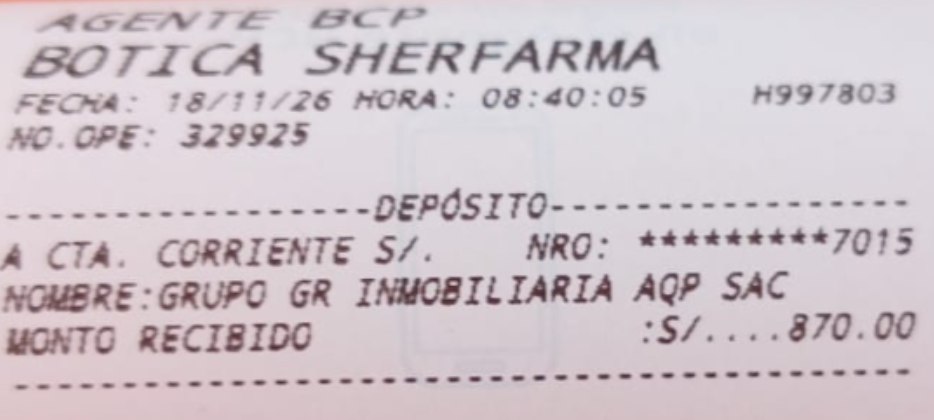 AGENTE BCP
BOTICA SHERFARMA
FECHA: 18/11/26 HORA: 08:40:05 H997803
NO.OPE: 329925
-----------------DEPÓSITO-----------------
A CTA. CORRIENTE S/. NRO: *********7015
NOMBRE:GRUPO GR INMOBILIARIA AQP SAC
MONTO RECIBIDO :S/....870.00
------------------------------------------